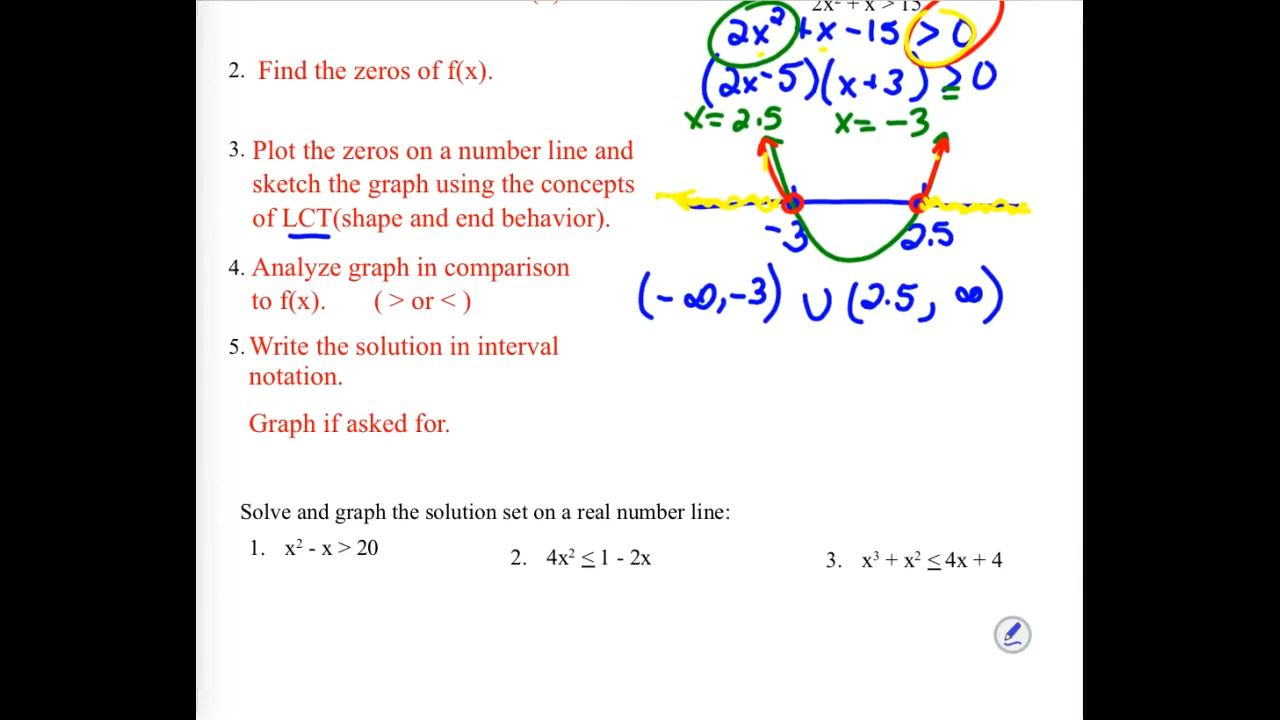 2x² + x > 15
2x² + x - 15 > 0
2. Find the zeros of f(x).
(2x - 5)(x + 3) ≥ 0
x = 2.5 x = -3
3. Plot the zeros on a number line and
sketch the graph using the concepts
of LCT(shape and end behavior).
-3 2.5
4. Analyze graph in comparison
to f(x). ( > or < )
(-∞, -3) ∪ (2.5, ∞)
5. Write the solution in interval
notation.
Graph if asked for.
Solve and graph the solution set on a real number line:
1. x² - x > 20
2. 4x² ≤ 1 - 2x
3. x³ + x² ≤ 4x + 4